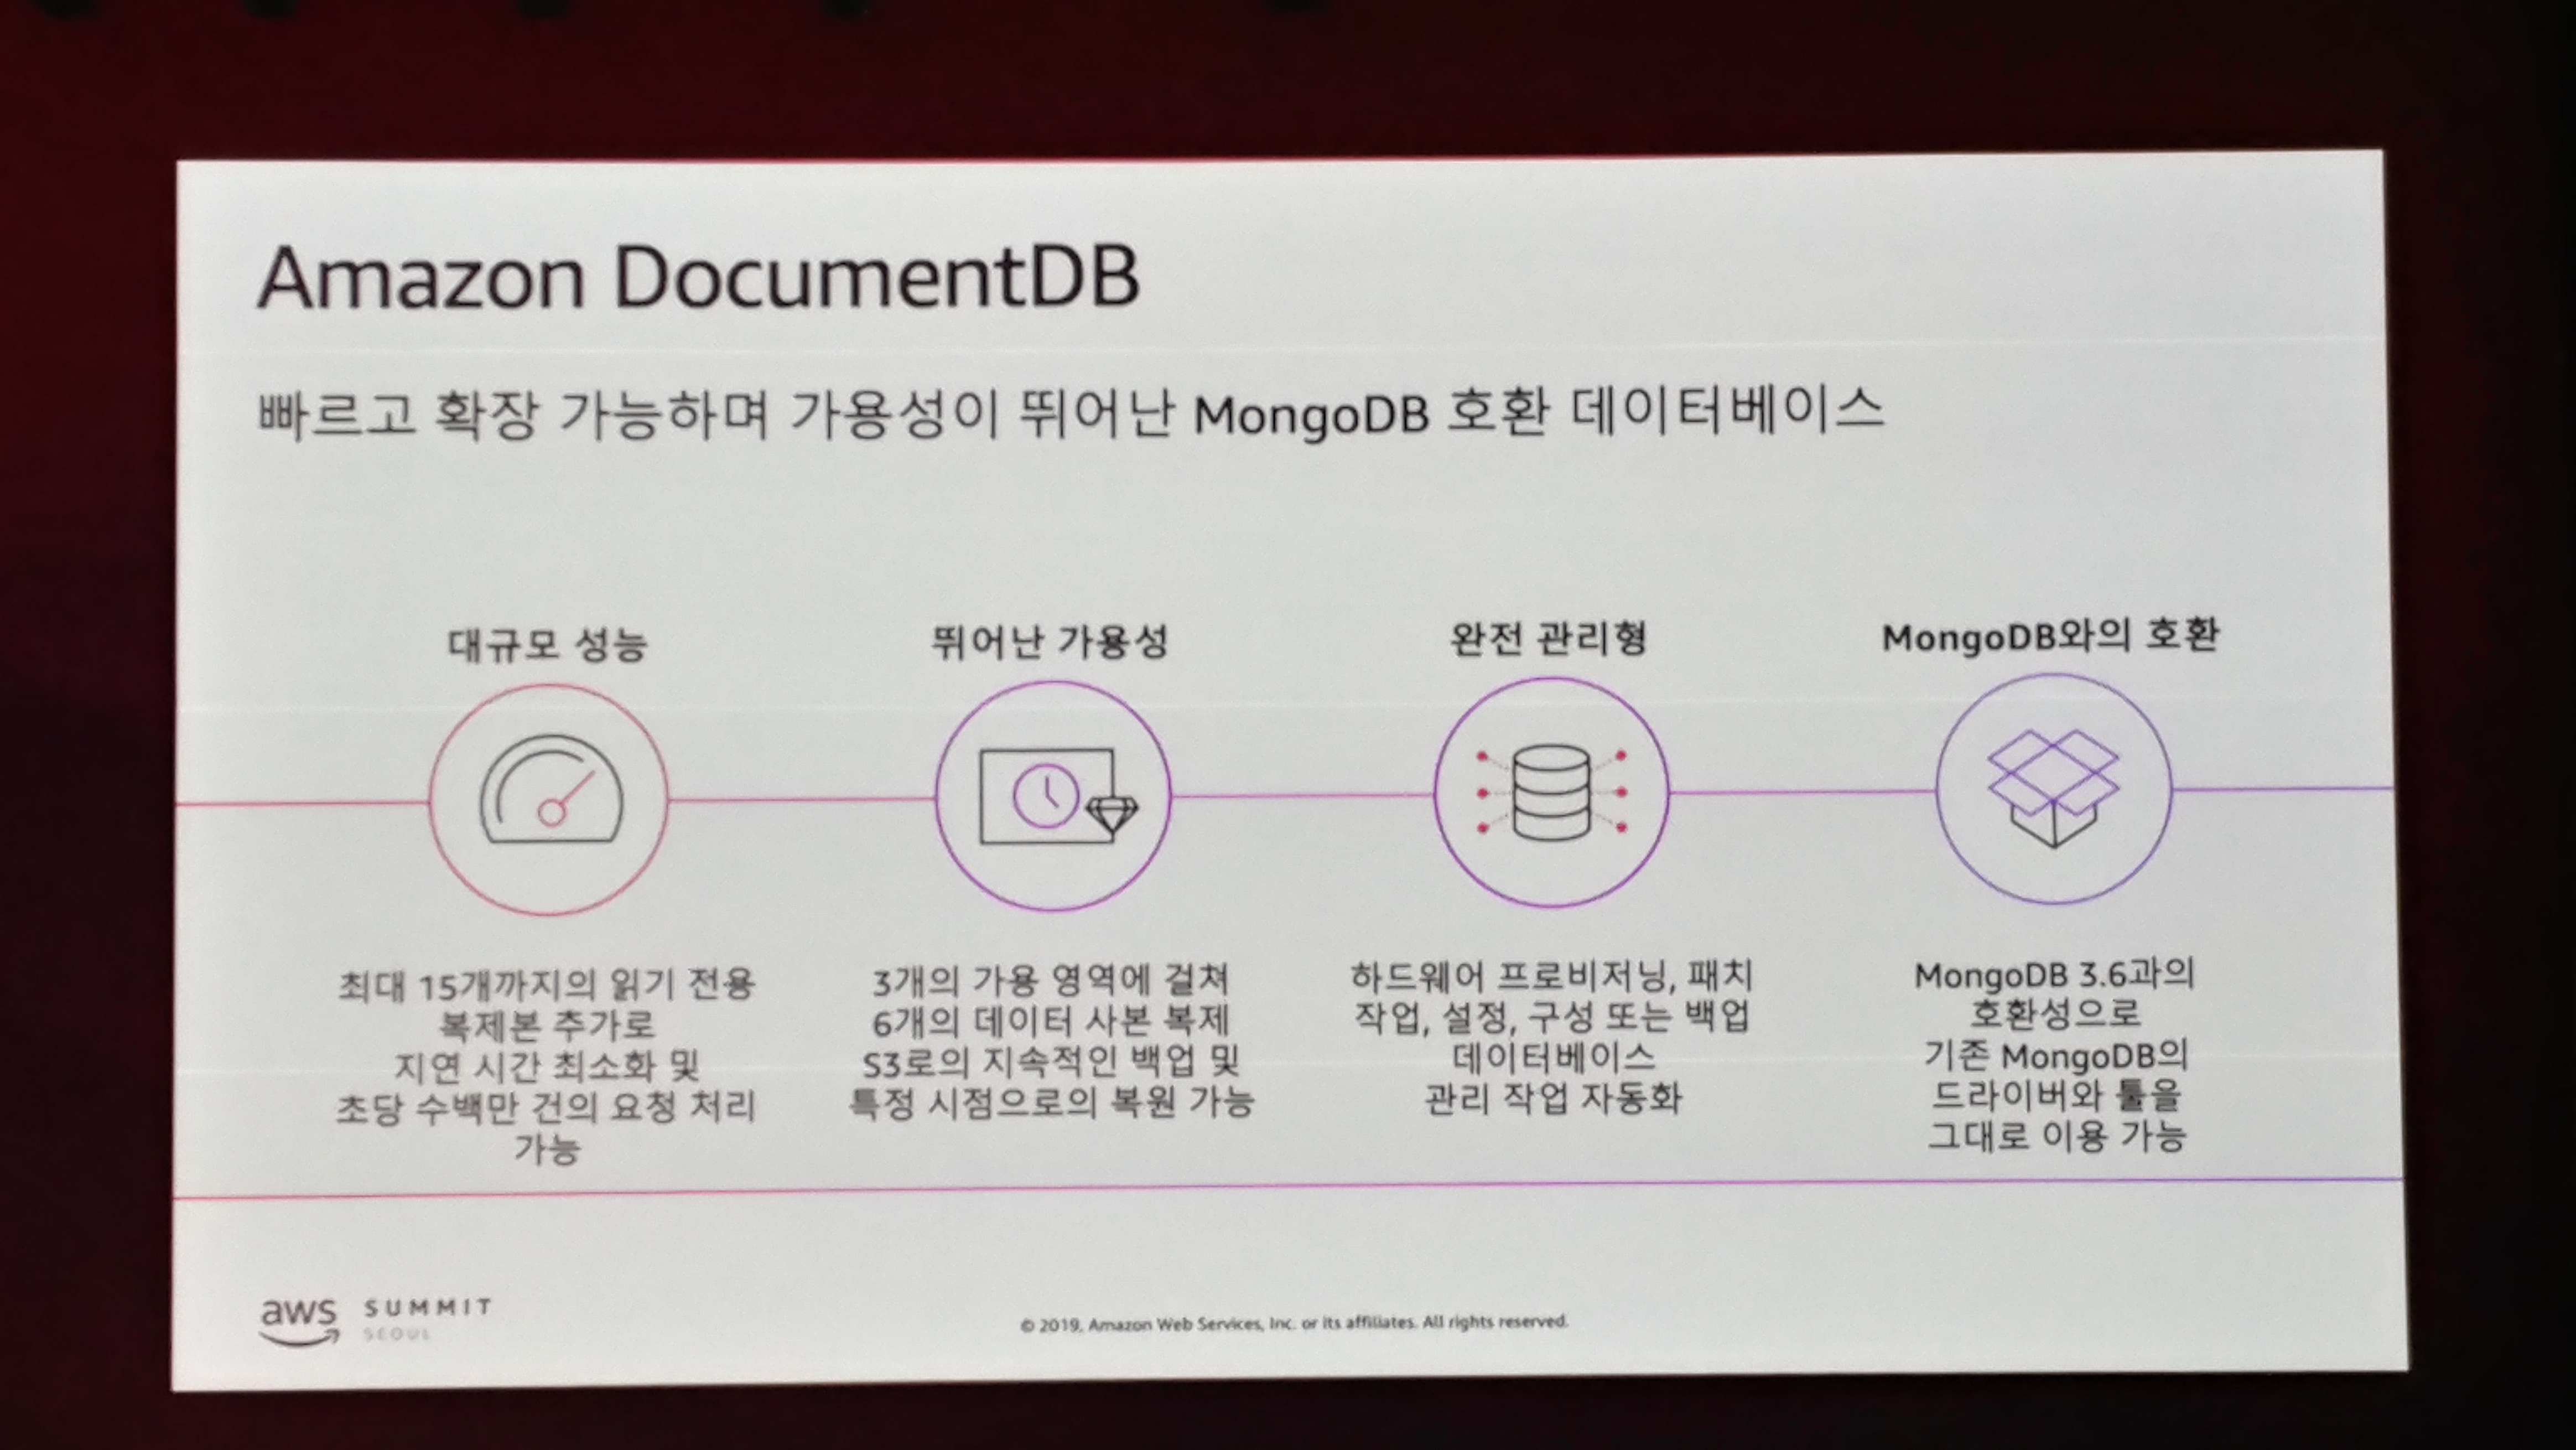 Amazon DocumentDB
빠르고 확장 가능하며 가용성이 뛰어난 MongoDB 호환 데이터베이스
대규모 성능
최대 15개까지의 읽기 전용
복제본 추가로
지연 시간 최소화 및
초당 수백만 건의 요청 처리
가능
뛰어난 가용성
3개의 가용 영역에 걸쳐
6개의 데이터 사본 복제
S3로의 지속적인 백업 및
특정 시점으로의 복원 가능
완전 관리형
하드웨어 프로비저닝, 패치
작업, 설정, 구성 또는 백업
데이터베이스
관리 작업 자동화
MongoDB와의 호환
MongoDB 3.6과의
호환성으로
기존 MongoDB의
드라이버와 툴을
그대로 이용 가능
aws SUMMIT
SEOUL
© 2019, Amazon Web Services, Inc. or its affiliates. All rights reserved.